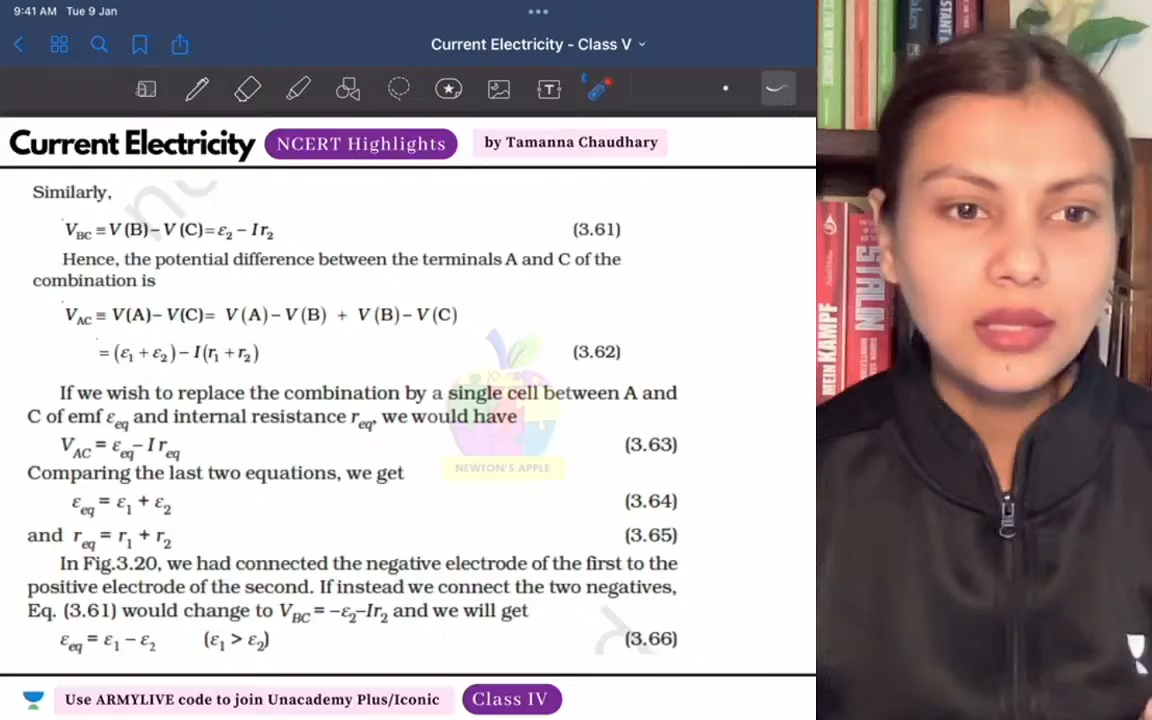 9:41 AM Tue 9 Jan
Current Electricity - Class V
Current Electricity NCERT Highlights by Tamanna Chaudhary
Similarly,
V_BC ≡ V (B) – V (C) = ε₂ – I r₂ (3.61)
Hence, the potential difference between the terminals A and C of the
combination is
V_AC ≡ V(A) – V(C) = V (A) – V (B) + V (B) – V (C)
= (ε₁ + ε₂) – I (r₁ + r₂) (3.62)
If we wish to replace the combination by a single cell between A and
C of emf ε_eq and internal resistance r_eq, we would have
V_AC = ε_eq – I r_eq (3.63)
Comparing the last two equations, we get
ε_eq = ε₁ + ε₂ (3.64)
and r_eq = r₁ + r₂ (3.65)
In Fig.3.20, we had connected the negative electrode of the first to the
positive electrode of the second. If instead we connect the two negatives,
Eq. (3.61) would change to V_BC = –ε₂–Ir₂ and we will get
ε_eq = ε₁ – ε₂ (ε₁ > ε₂) (3.66)
NEWTON'S APPLE
Use ARMYLIVE code to join Unacademy Plus/Iconic Class IV
STALIN
MEIN KAMPF